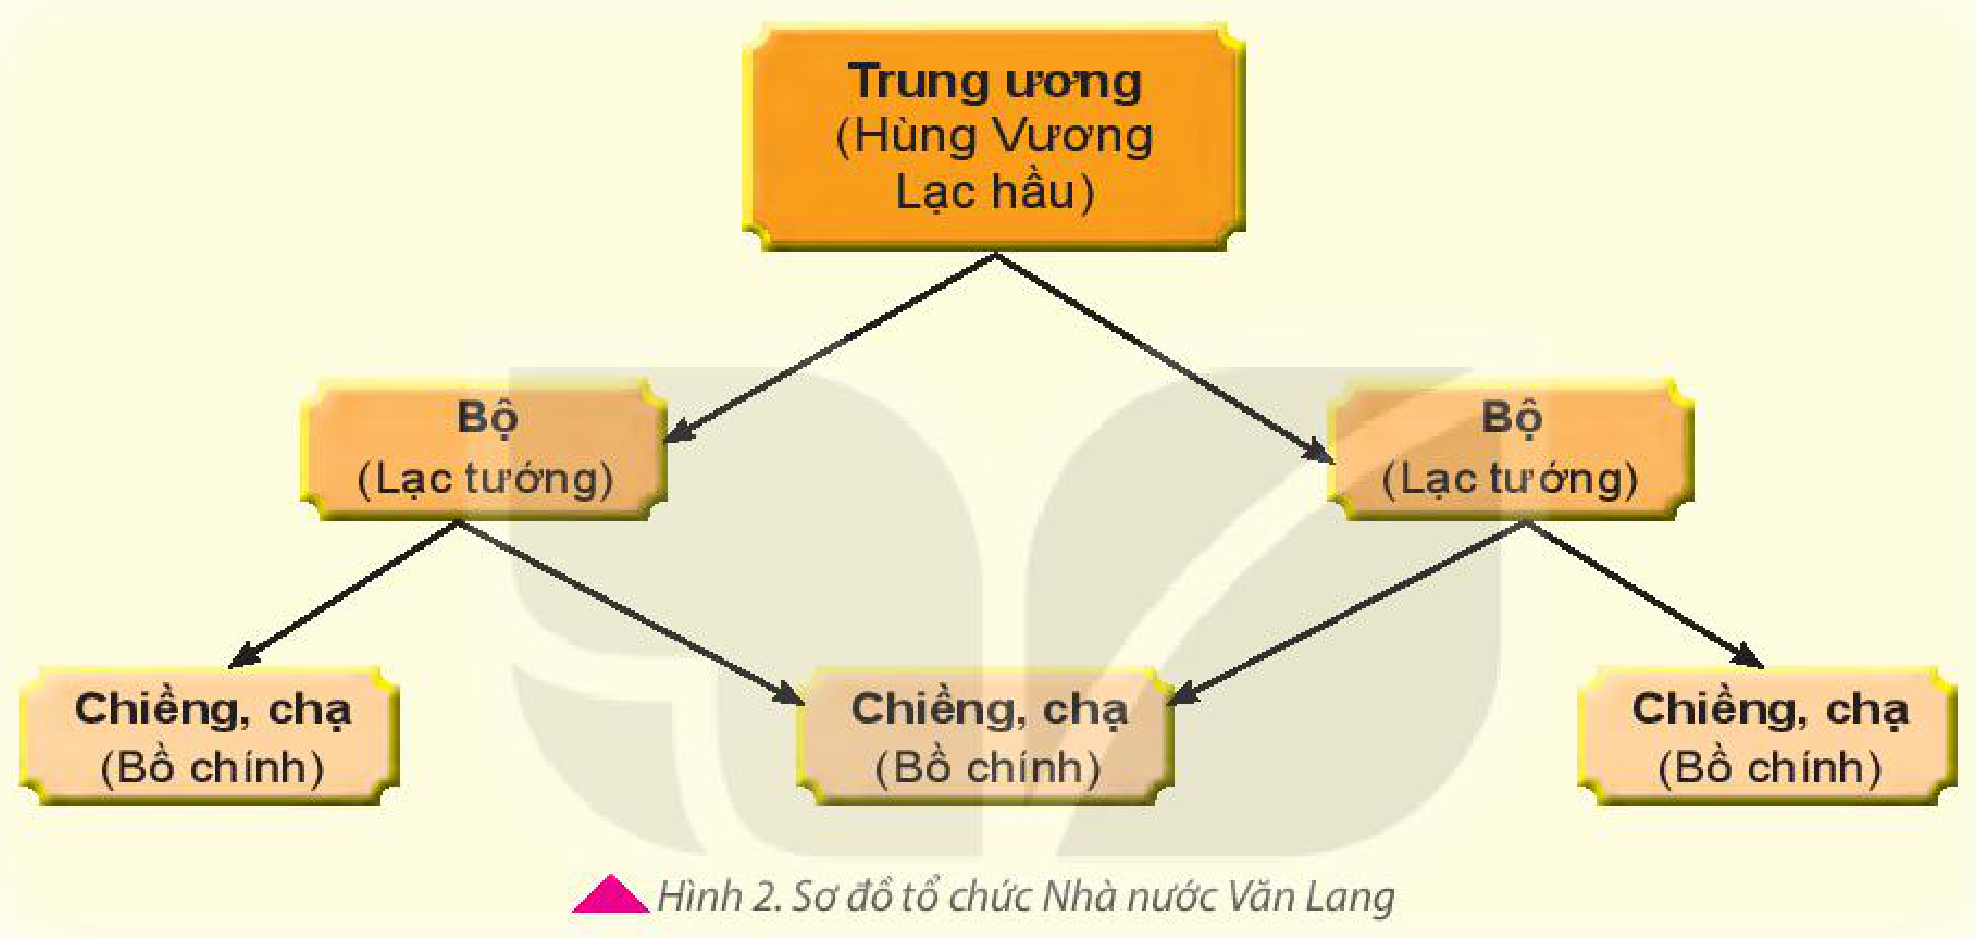 Trung ương
(Hùng Vương
Lạc hầu)
Bộ
(Lạc tướng)
Bộ
(Lạc tướng)
Chiềng, chạ
(Bồ chính)
Chiềng, chạ
(Bồ chính)
Chiềng, chạ
(Bồ chính)
Hình 2. Sơ đồ tổ chức Nhà nước Văn Lang